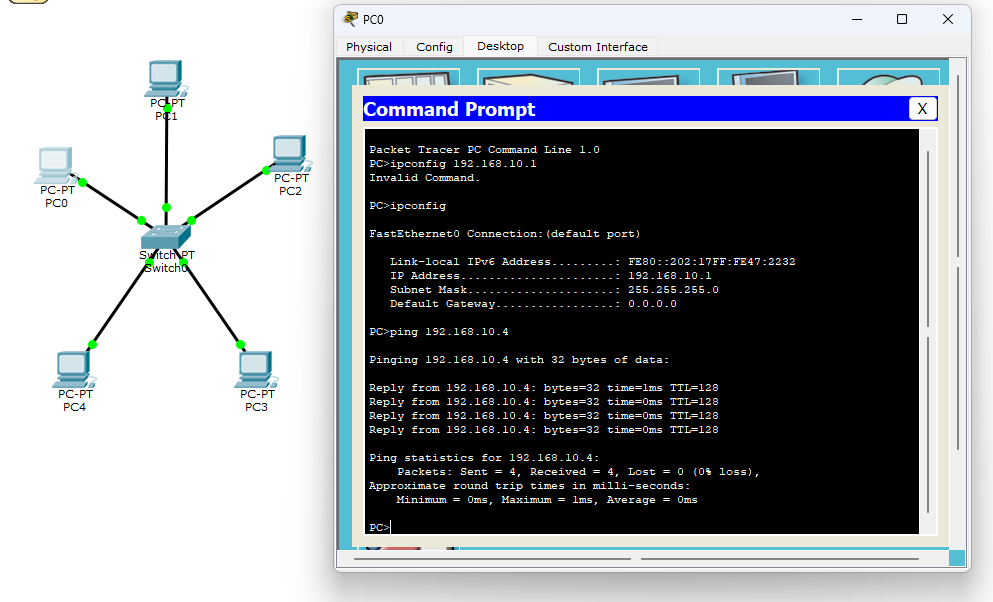 PC-PT
PC1
PC-PT
PC0
PC-PT
PC2
Switch-PT
Switch0
PC-PT
PC4
PC-PT
PC3
PC0
Physical Config Desktop Custom Interface
Command Prompt X
Packet Tracer PC Command Line 1.0
PC>ipconfig 192.168.10.1
Invalid Command.
PC>ipconfig
FastEthernet0 Connection:(default port)
Link-local IPv6 Address.........: FE80::202:17FF:FE47:2232
IP Address......................: 192.168.10.1
Subnet Mask.....................: 255.255.255.0
Default Gateway.................: 0.0.0.0
PC>ping 192.168.10.4
Pinging 192.168.10.4 with 32 bytes of data:
Reply from 192.168.10.4: bytes=32 time=1ms TTL=128
Reply from 192.168.10.4: bytes=32 time=0ms TTL=128
Reply from 192.168.10.4: bytes=32 time=0ms TTL=128
Reply from 192.168.10.4: bytes=32 time=0ms TTL=128
Ping statistics for 192.168.10.4:
Packets: Sent = 4, Received = 4, Lost = 0 (0% loss),
Approximate round trip times in milli-seconds:
Minimum = 0ms, Maximum = 1ms, Average = 0ms
PC>